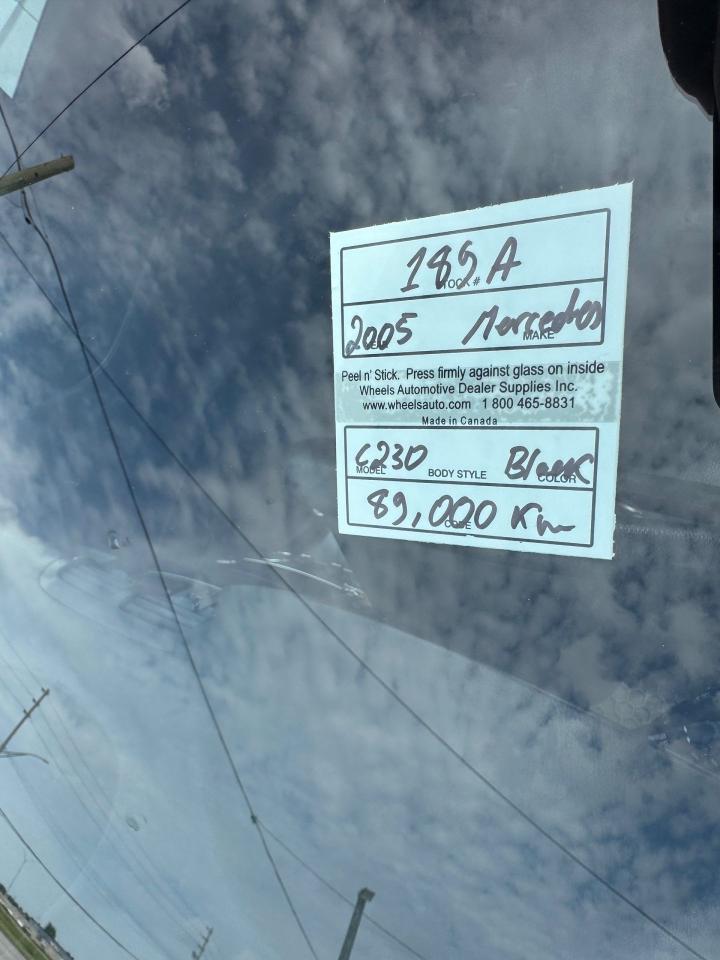 189 A
STOCK #
2005 Mercedes
MAKE
Peel n' Stick. Press firmly against glass on inside
Wheels Automotive Dealer Supplies Inc.
www.wheelsauto.com 1 800 465-8831
Made in Canada
C230 Black
MODEL BODY STYLE COLOR
89,000 Km
CODE